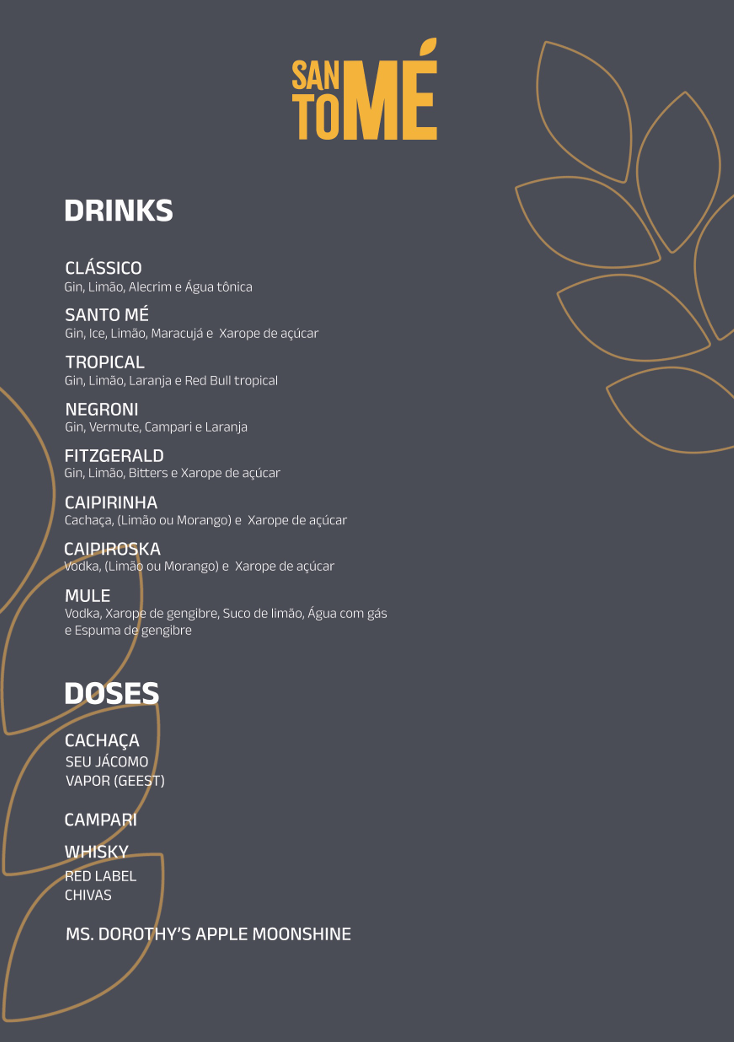 SAN
TO MÉ
DRINKS
CLÁSSICO
Gin, Limão, Alecrim e Água tônica
SANTO MÉ
Gin, Ice, Limão, Maracujá e Xarope de açúcar
TROPICAL
Gin, Limão, Laranja e Red Bull tropical
NEGRONI
Gin, Vermute, Campari e Laranja
FITZGERALD
Gin, Limão, Bitters e Xarope de açúcar
CAIPIRINHA
Cachaça, (Limão ou Morango) e Xarope de açúcar
CAIPIROSKA
Vodka, (Limão ou Morango) e Xarope de açúcar
MULE
Vodka, Xarope de gengibre, Suco de limão, Água com gás
e Espuma de gengibre
DOSES
CACHAÇA
SEU JÁCOMO
VAPOR (GEEST)
CAMPARI
WHISKY
RED LABEL
CHIVAS
MS. DOROTHY'S APPLE MOONSHINE